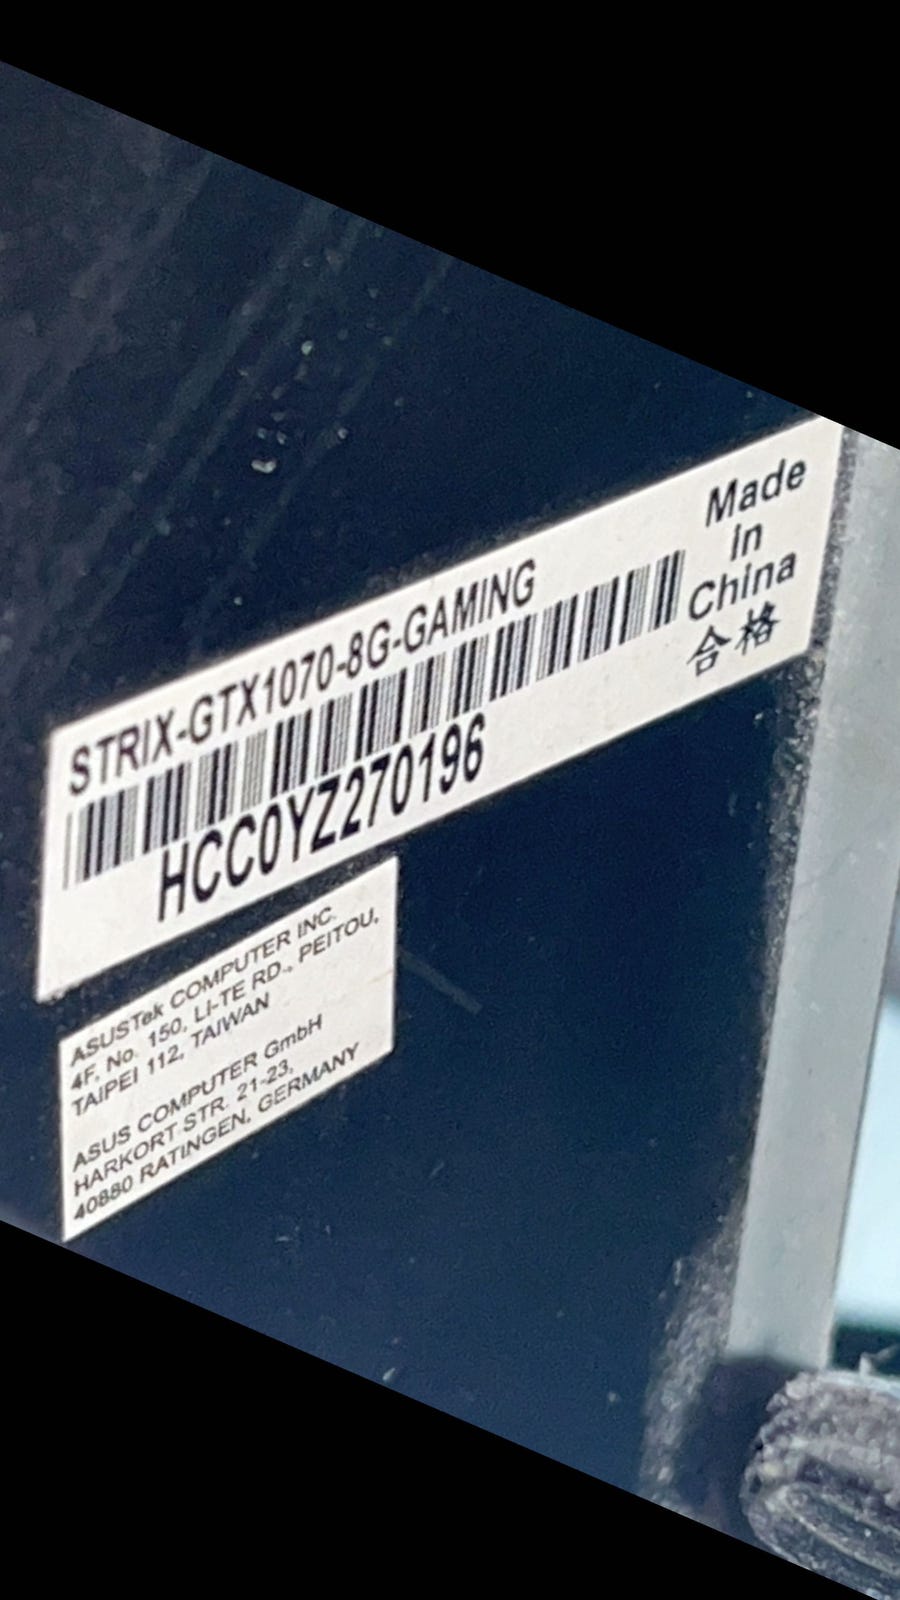 STRIX-GTX1070-8G-GAMING
HCC0YZ270196
Made
In
China
合格
ASUSTek COMPUTER INC.
4F, No. 150, LI-TE RD., PEITOU,
TAIPEI 112, TAIWAN
ASUS COMPUTER GmbH
HARKORT STR. 21-23,
40880 RATINGEN, GERMANY